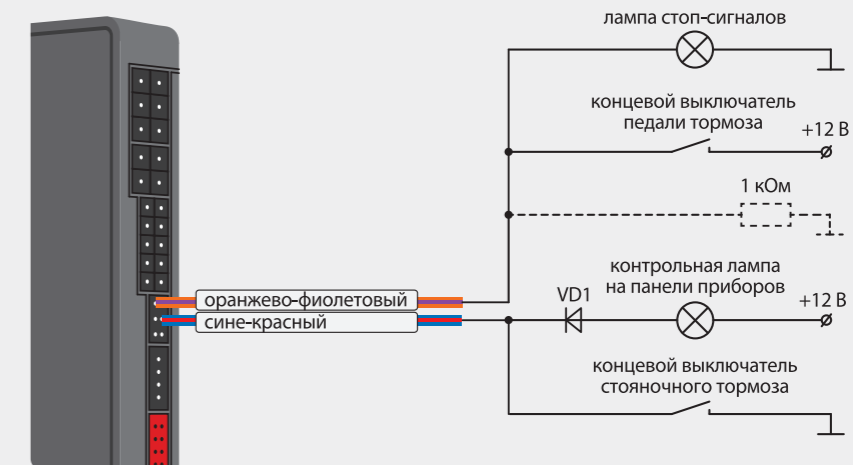 лампа стоп-сигналов
концевой выключатель
педали тормоза
+12 В
1 кОм
оранжево-фиолетовый
сине-красный
VD1
контрольная лампа
на панели приборов
+12 В
концевой выключатель
стояночного тормоза